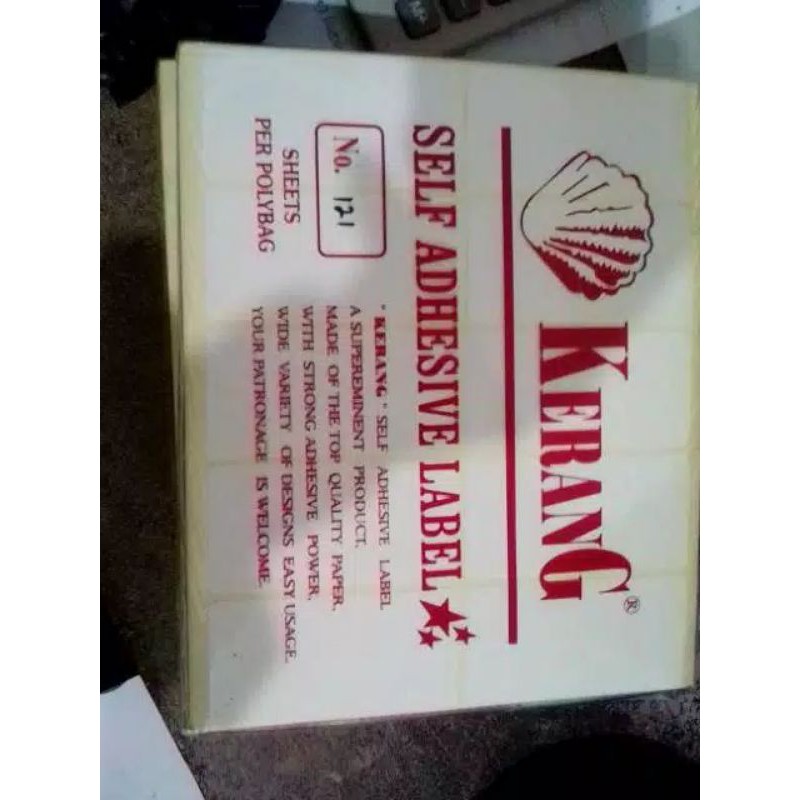 KERANG®
SELF ADHESIVE LABEL
No. 121
SHEETS
PER POLYBAG
" KERANG " SELF ADHESIVE LABEL
A SUPEREMINENT PRODUCT.
MADE OF THE TOP QUALITY PAPER.
WITH STRONG ADHESIVE POWER.
WIDE VARIETY OF DESIGNS EASY USAGE.
YOUR PATRONAGE IS WELCOME.